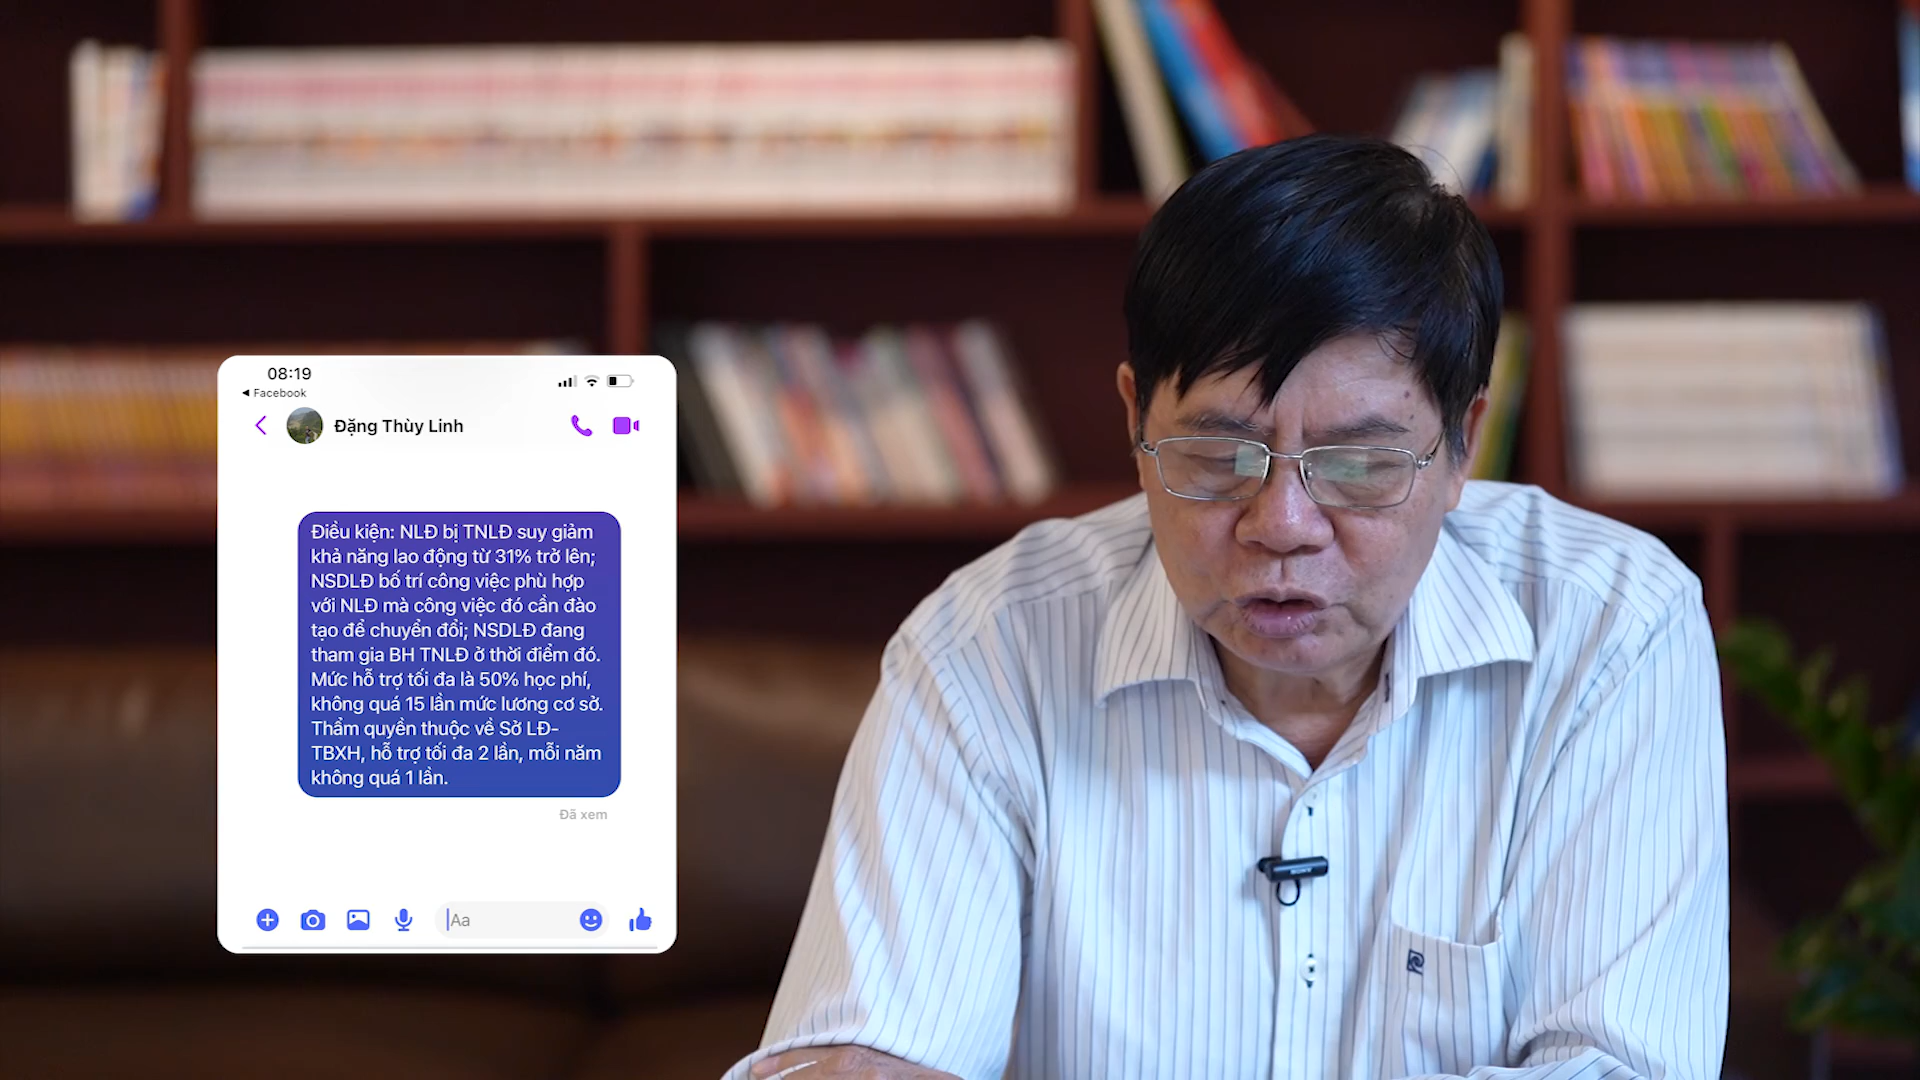 08:19
◄ Facebook
Đặng Thùy Linh
Điều kiện: NLĐ bị TNLĐ suy giảm
khả năng lao động từ 31% trở lên;
NSDLĐ bố trí công việc phù hợp
với NLĐ mà công việc đó cần đào
tạo để chuyển đổi; NSDLĐ đang
tham gia BH TNLĐ ở thời điểm đó.
Mức hỗ trợ tối đa là 50% học phí,
không quá 15 lần mức lương cơ sở.
Thẩm quyền thuộc về Sở LĐ-
TBXH, hỗ trợ tối đa 2 lần, mỗi năm
không quá 1 lần.
Đã xem
Aa
SONY